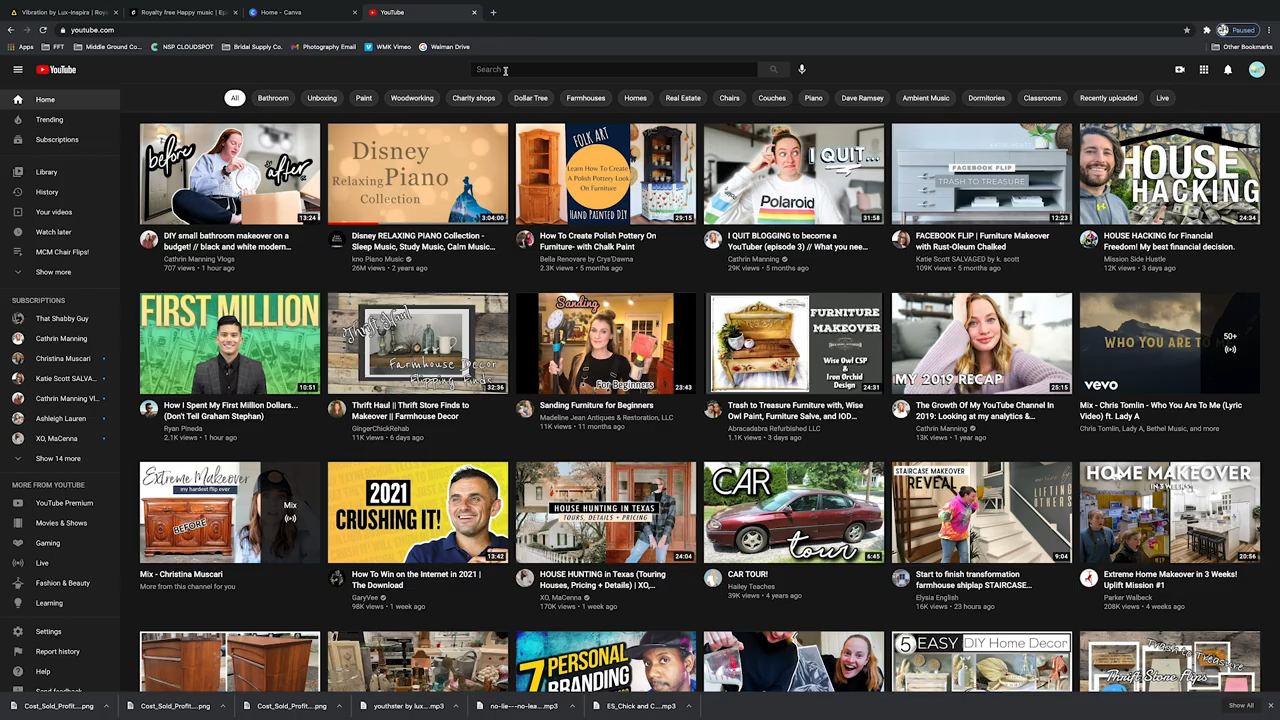 Vibration by Lux-Inspira | Roy
Royalty free Happy music | Ep
Home - Canva
YouTube
youtube.com
Paused
Apps
FFT
Middle Ground Co...
NSP CLOUDSPOT
Bridal Supply Co.
Photography Email
WMK Vimeo
Walman Drive
Other Bookmarks
YouTube
Search
Home
Trending
Subscriptions
Library
History
Your videos
Watch later
MCM Chair Flips!
Show more
SUBSCRIPTIONS
That Shabby Guy
Cathrin Manning
Christina Muscari
Katie Scott SALVA...
Cathrin Manning Vl...
Ashleigh Lauren
XO, MaCenna
Show 14 more
MORE FROM YOUTUBE
YouTube Premium
Movies & Shows
Gaming
Live
Fashion & Beauty
Learning
Settings
Report history
Help
Send feedback
All
Bathroom
Unboxing
Paint
Woodworking
Charity shops
Dollar Tree
Farmhouses
Homes
Real Estate
Chairs
Couches
Piano
Dave Ramsey
Ambient Music
Dormitories
Classrooms
Recently uploaded
Live
before
after
13:24
DIY small bathroom makeover on a
budget! // black and white modern...
Cathrin Manning Vlogs
707 views • 1 hour ago
Disney
Relaxing Piano
Collection
3:04:00
Disney RELAXING PIANO Collection -
Sleep Music, Study Music, Calm Music...
kno Piano Music
26M views • 2 years ago
FOLK ART
Learn How To Create
A Polish Pottery Look
On Furniture
HAND PAINTED DIY
29:15
How To Create Polish Pottery On
Furniture- with Chalk Paint
Bella Renovare by Crys'Dawna
2.3K views • 5 months ago
I QUIT...
Polaroid
31:58
I QUIT BLOGGING to become a
YouTuber (episode 3) // What you nee...
Cathrin Manning
29K views • 5 months ago
FACEBOOK FLIP
TRASH TO TREASURE
12:23
FACEBOOK FLIP | Furniture Makeover
with Rust-Oleum Chalked
Katie Scott SALVAGED by k. scott
109K views • 5 months ago
HOUSE
HACKING
24:34
HOUSE HACKING for Financial
Freedom! My best financial decision.
Mission Side Hustle
12K views • 3 days ago
FIRST MILLION
10:51
How I Spent My First Million Dollars...
(Don't Tell Graham Stephan)
Ryan Pineda
2.1K views • 1 hour ago
Thrift Haul
Farmhouse Decor
Flipping Finds
32:36
Thrift Haul || Thrift Store Finds to
Makeover || Farmhouse Decor
GingerChickRehab
11K views • 6 days ago
Sanding
For Beginners
23:43
Sanding Furniture for Beginners
Madeline Jean Antiques & Restoration, LLC
11K views • 11 months ago
FURNITURE
MAKEOVER
Wise Owl CSP
&
Iron Orchid
Design
24:31
Trash to Treasure Furniture with, Wise
Owl Paint, Furniture Salve, and IOD...
Abracadabra Refurbished LLC
1.1K views • 3 days ago
MY 2019 RECAP
25:15
The Growth Of My YouTube Channel In
2019: Looking at my analytics &...
Cathrin Manning
13K views • 1 year ago
WHO YOU ARE TO
50+
vevo
Mix - Chris Tomlin - Who You Are To Me (Lyric
Video) ft. Lady A
Chris Tomlin, Lady A, Bethel Music, and more
Extreme Makeover
my hardest flip ever
BEFORE
Mix
Mix - Christina Muscari
More from this channel for you
2021
CRUSHING IT!
13:42
How To Win on the Internet in 2021 |
The Download
GaryVee
98K views • 1 week ago
HOUSE HUNTING IN TEXAS
TOURS, DETAILS + PRICING
24:04
HOUSE HUNTING in Texas (Touring
Houses, Pricing + Details) | XO,...
XO, MaCenna
170K views • 1 week ago
CAR
tour
6:45
CAR TOUR!
Hailey Teaches
39K views • 4 years ago
STAIRCASE MAKEOVER
REVEAL
LIFTING
OTHERS
9:04
Start to finish transformation
farmhouse shiplap STAIRCASE...
Elysia English
16K views • 23 hours ago
HOME MAKEOVER
IN 3 WEEKS!
20:56
Extreme Home Makeover in 3 Weeks!
Uplift Mission #1
Parker Walbeck
208K views • 4 weeks ago
7 PERSONAL
BRANDING
5 EASY DIY Home Decor
Trash to Treasure
Thrift Store Flips
Cost_Sold_Profit....png
Cost_Sold_Profit....png
Cost_Sold_Profit....png
youthster by lux....mp3
no-lie---no-lea....mp3
ES_Chick and C....mp3
Show All